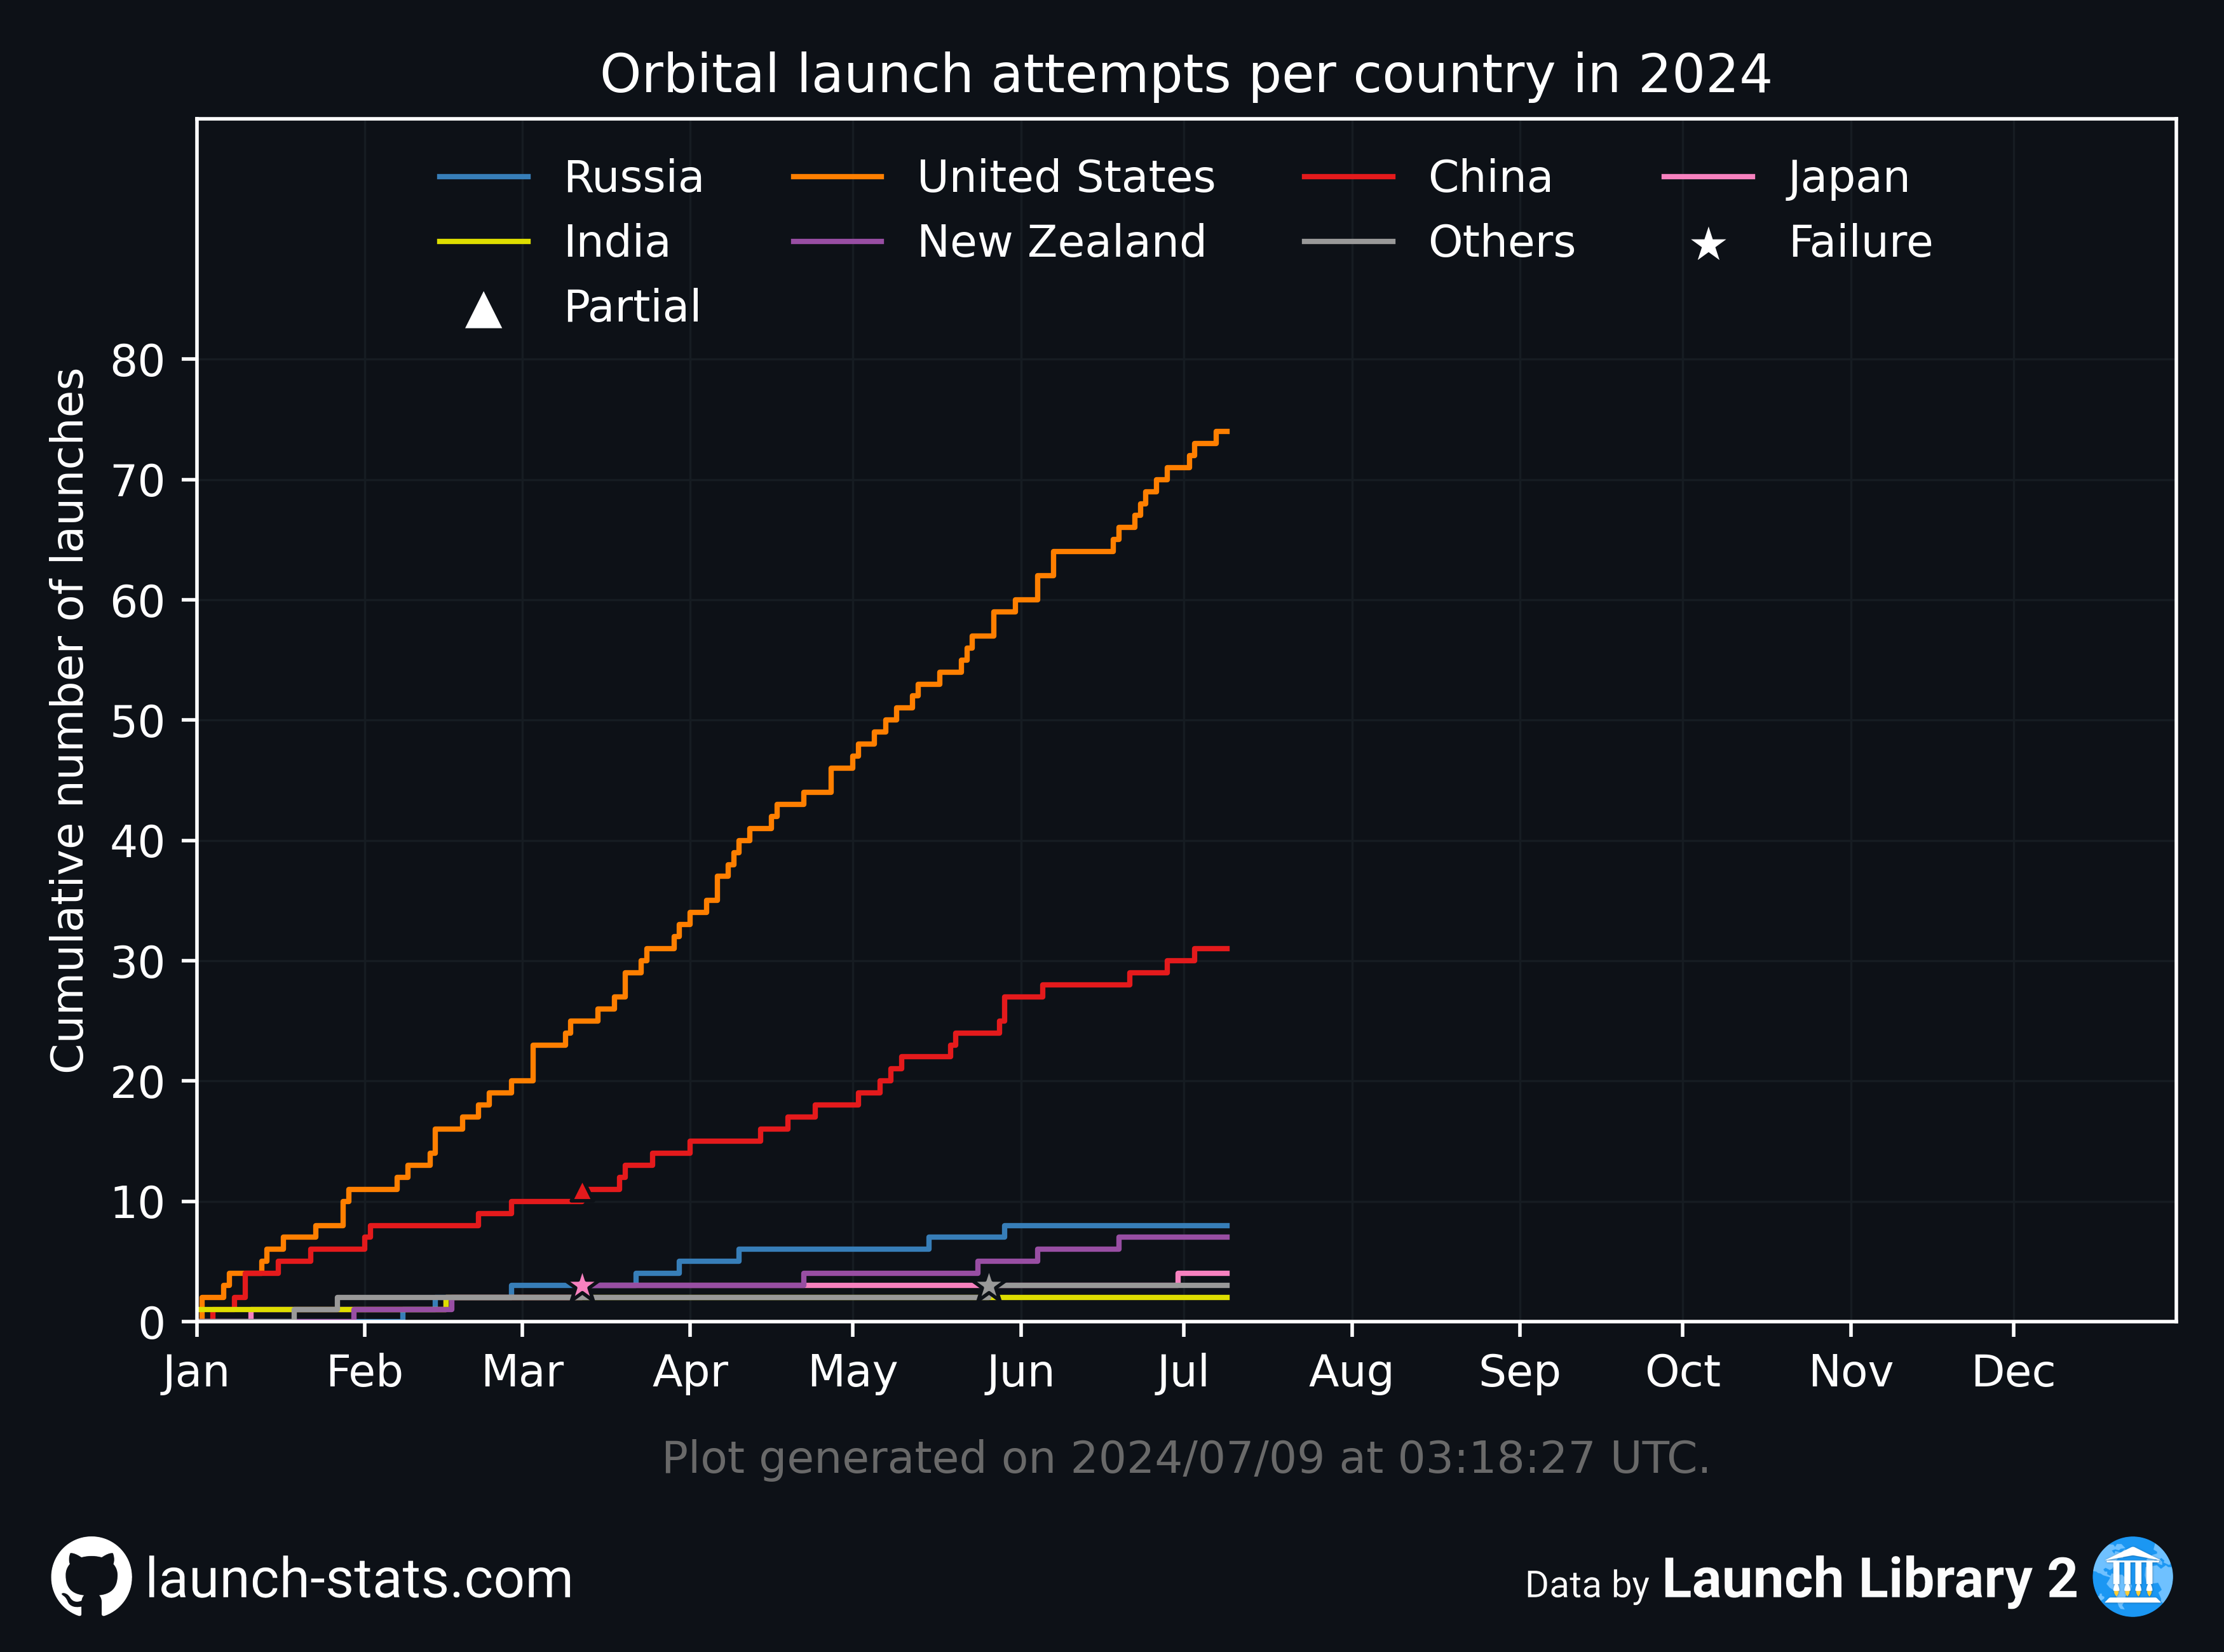 Orbital launch attempts per country in 2024
Russia United States China Japan
India New Zealand Others Failure
Partial
Cumulative number of launches
80
70
60
50
40
30
20
10
0
Jan Feb Mar Apr May Jun Jul Aug Sep Oct Nov Dec
Plot generated on 2024/07/09 at 03:18:27 UTC.
launch-stats.com
Data by Launch Library 2